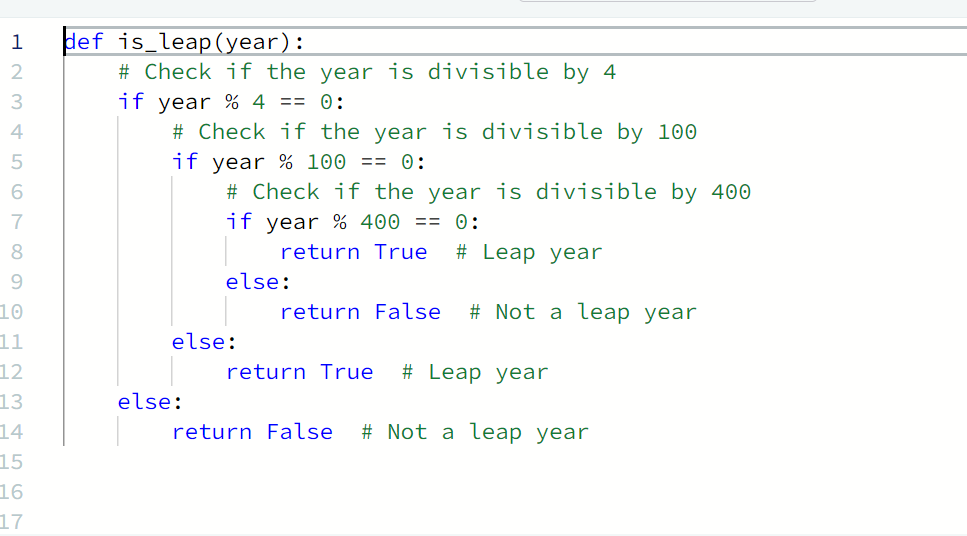 1 def is_leap(year):
2     # Check if the year is divisible by 4
3     if year % 4 == 0:
4         # Check if the year is divisible by 100
5         if year % 100 == 0:
6             # Check if the year is divisible by 400
7             if year % 400 == 0:
8                 return True  # Leap year
9             else:
10                 return False  # Not a leap year
11         else:
12             return True  # Leap year
13     else:
14         return False  # Not a leap year
15
16
17